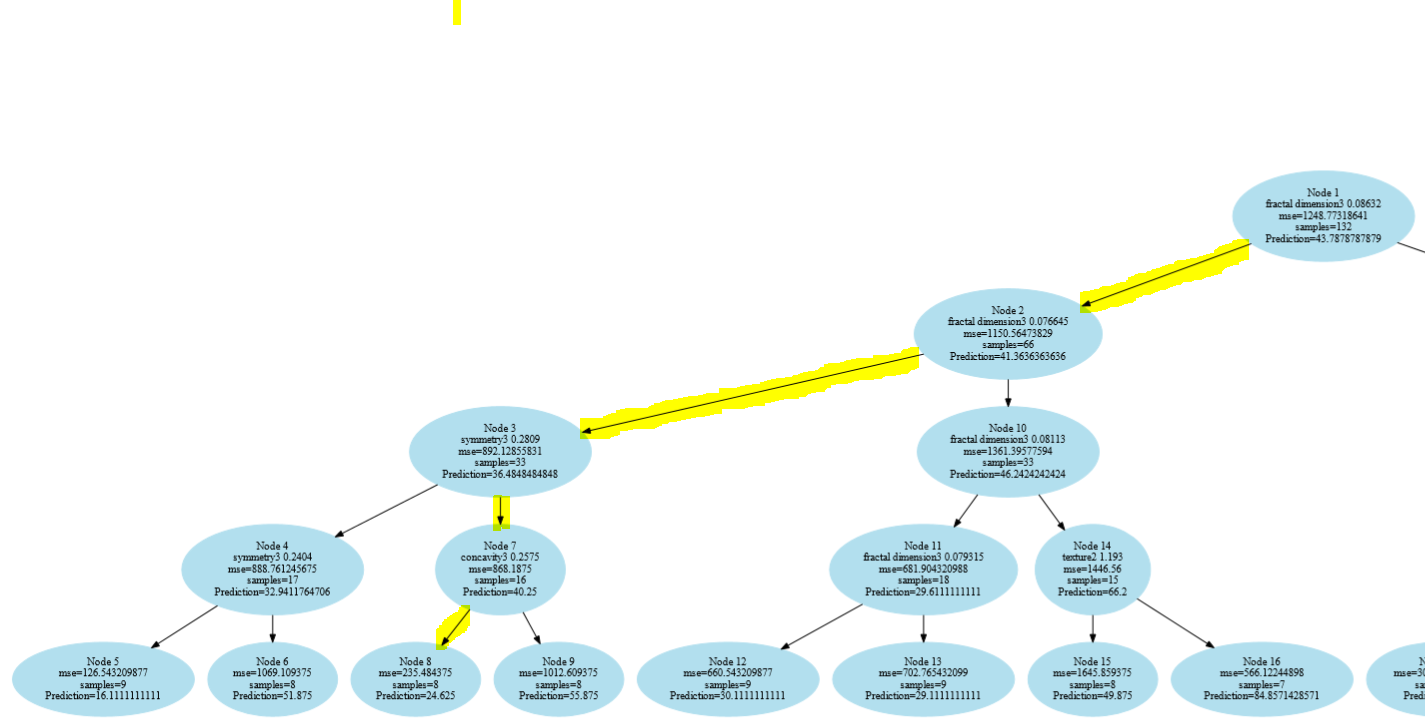 Node 1
fractal dimension3 0.08632
mse=1248.77318641
samples=132
Prediction=43.7878787879
Node 2
fractal dimension3 0.076645
mse=1150.56473829
samples=66
Prediction=41.3636363636
Node 3
symmetry3 0.2809
mse=892.12855831
samples=33
Prediction=36.4848484848
Node 10
fractal dimension3 0.08113
mse=1361.39577594
samples=33
Prediction=46.2424242424
Node 4
symmetry3 0.2404
mse=888.761245675
samples=17
Prediction=32.9411764706
Node 7
concavity3 0.2575
mse=868.1875
samples=16
Prediction=40.25
Node 11
fractal dimension3 0.079315
mse=681.904320988
samples=18
Prediction=29.6111111111
Node 14
texture2 1.193
mse=1446.56
samples=15
Prediction=66.2
Node 5
mse=126.543209877
samples=9
Prediction=16.1111111111
Node 6
mse=1069.109375
samples=8
Prediction=51.875
Node 8
mse=235.484375
samples=8
Prediction=24.625
Node 9
mse=1012.609375
samples=8
Prediction=55.875
Node 12
mse=660.543209877
samples=9
Prediction=30.1111111111
Node 13
mse=702.765432099
samples=9
Prediction=29.1111111111
Node 15
mse=1645.859375
samples=8
Prediction=49.875
Node 16
mse=566.12244898
samples=7
Prediction=84.8571428571